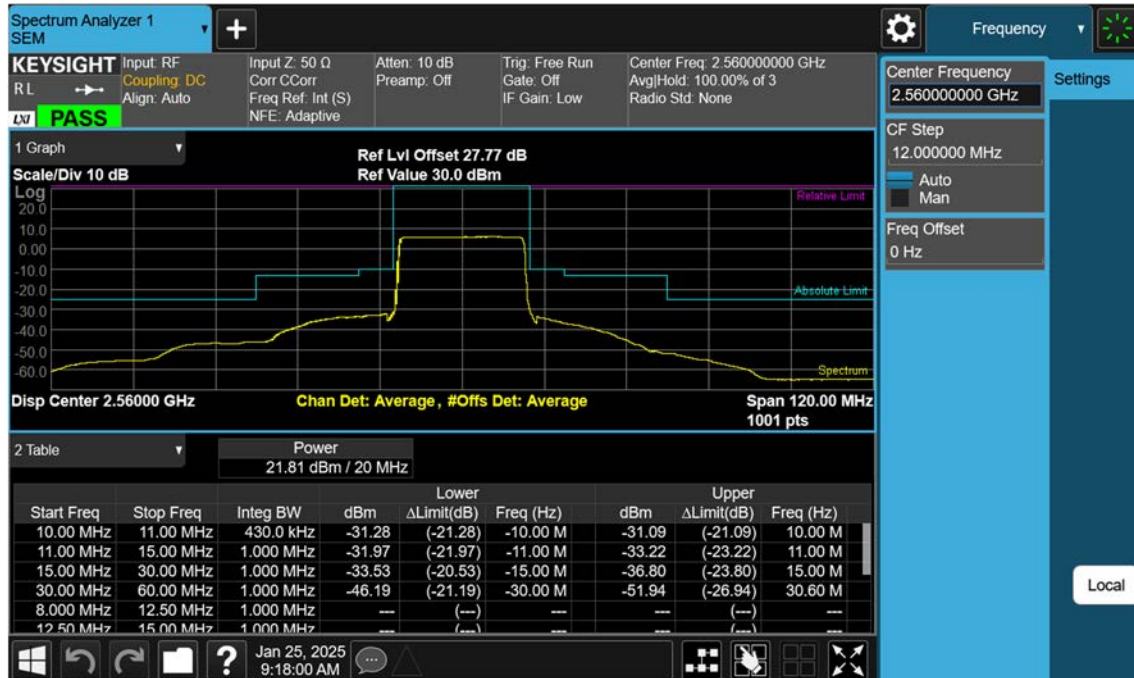 Spectrum Analyzer 1
SEM
Frequency
KEYSIGHT
RL
LXI PASS
Input: RF
Coupling: DC
Align: Auto
Input Z: 50 Ω
Corr CCorr
Freq Ref: Int (S)
NFE: Adaptive
Atten: 10 dB
Preamp: Off
Trig: Free Run
Gate: Off
IF Gain: Low
Center Freq: 2.560000000 GHz
Avg|Hold: 100.00% of 3
Radio Std: None
Center Frequency
2.560000000 GHz
Settings
CF Step
12.000000 MHz
Auto
Man
Freq Offset
0 Hz
1 Graph
Scale/Div 10 dB
Ref Lvl Offset 27.77 dB
Ref Value 30.0 dBm
Log
20.0
10.0
0.00
-10.0
-20.0
-30.0
-40.0
-50.0
-60.0
Relative Limit
Absolute Limit
Spectrum
Disp Center 2.56000 GHz
Chan Det: Average, #Offs Det: Average
Span 120.00 MHz
1001 pts
2 Table
Power
21.81 dBm / 20 MHz
Lower Upper
Start Freq Stop Freq Integ BW dBm ΔLimit(dB) Freq (Hz) dBm ΔLimit(dB) Freq (Hz)
10.00 MHz 11.00 MHz 430.0 kHz -31.28 (-21.28) -10.00 M -31.09 (-21.09) 10.00 M
11.00 MHz 15.00 MHz 1.000 MHz -31.97 (-21.97) -11.00 M -33.22 (-23.22) 11.00 M
15.00 MHz 30.00 MHz 1.000 MHz -33.53 (-20.53) -15.00 M -36.80 (-23.80) 15.00 M
30.00 MHz 60.00 MHz 1.000 MHz -46.19 (-21.19) -30.00 M -51.94 (-26.94) 30.60 M
8.000 MHz 12.50 MHz 1.000 MHz --- (---) --- --- (---) ---
12.50 MHz 15.00 MHz 1.000 MHz --- (---) --- --- (---) ---
Local
?
Jan 25, 2025
9:18:00 AM